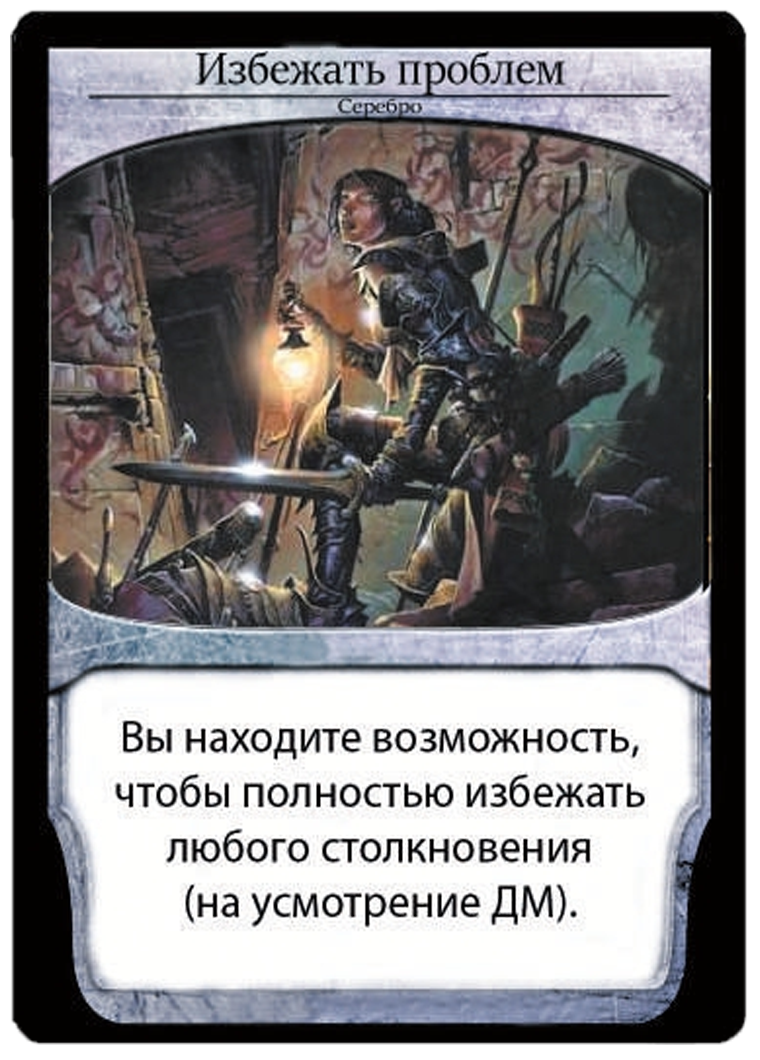 Избежать проблем
Серебро
Вы находите возможность,
чтобы полностью избежать
любого столкновения
(на усмотрение ДМ).